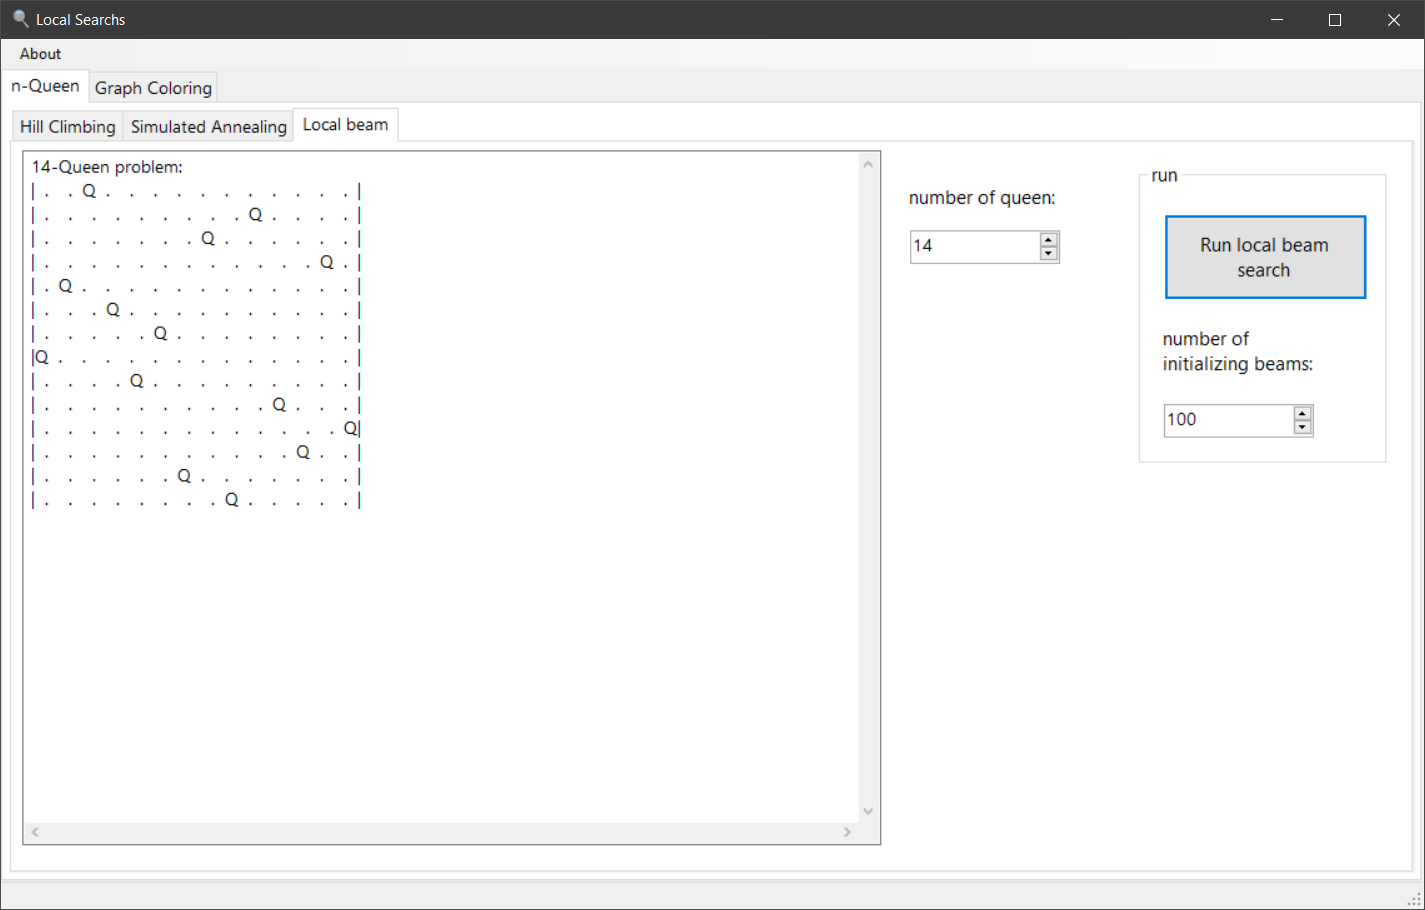 Local Searchs
About
n-Queen Graph Coloring
Hill Climbing Simulated Annealing Local beam
14-Queen problem:
| . . Q . . . . . . . . . . . |
| . . . . . . . . . Q . . . . |
| . . . . . . . Q . . . . . . |
| . . . . . . . . . . . . Q . |
| . Q . . . . . . . . . . . . |
| . . . Q . . . . . . . . . . |
| . . . . . Q . . . . . . . . |
|Q . . . . . . . . . . . . . |
| . . . . Q . . . . . . . . . |
| . . . . . . . . . . Q . . . |
| . . . . . . . . . . . . . Q|
| . . . . . . . . . . . Q . . |
| . . . . . . Q . . . . . . . |
| . . . . . . . . Q . . . . . |
number of queen:
14
run
Run local beam
search
number of
initializing beams:
100